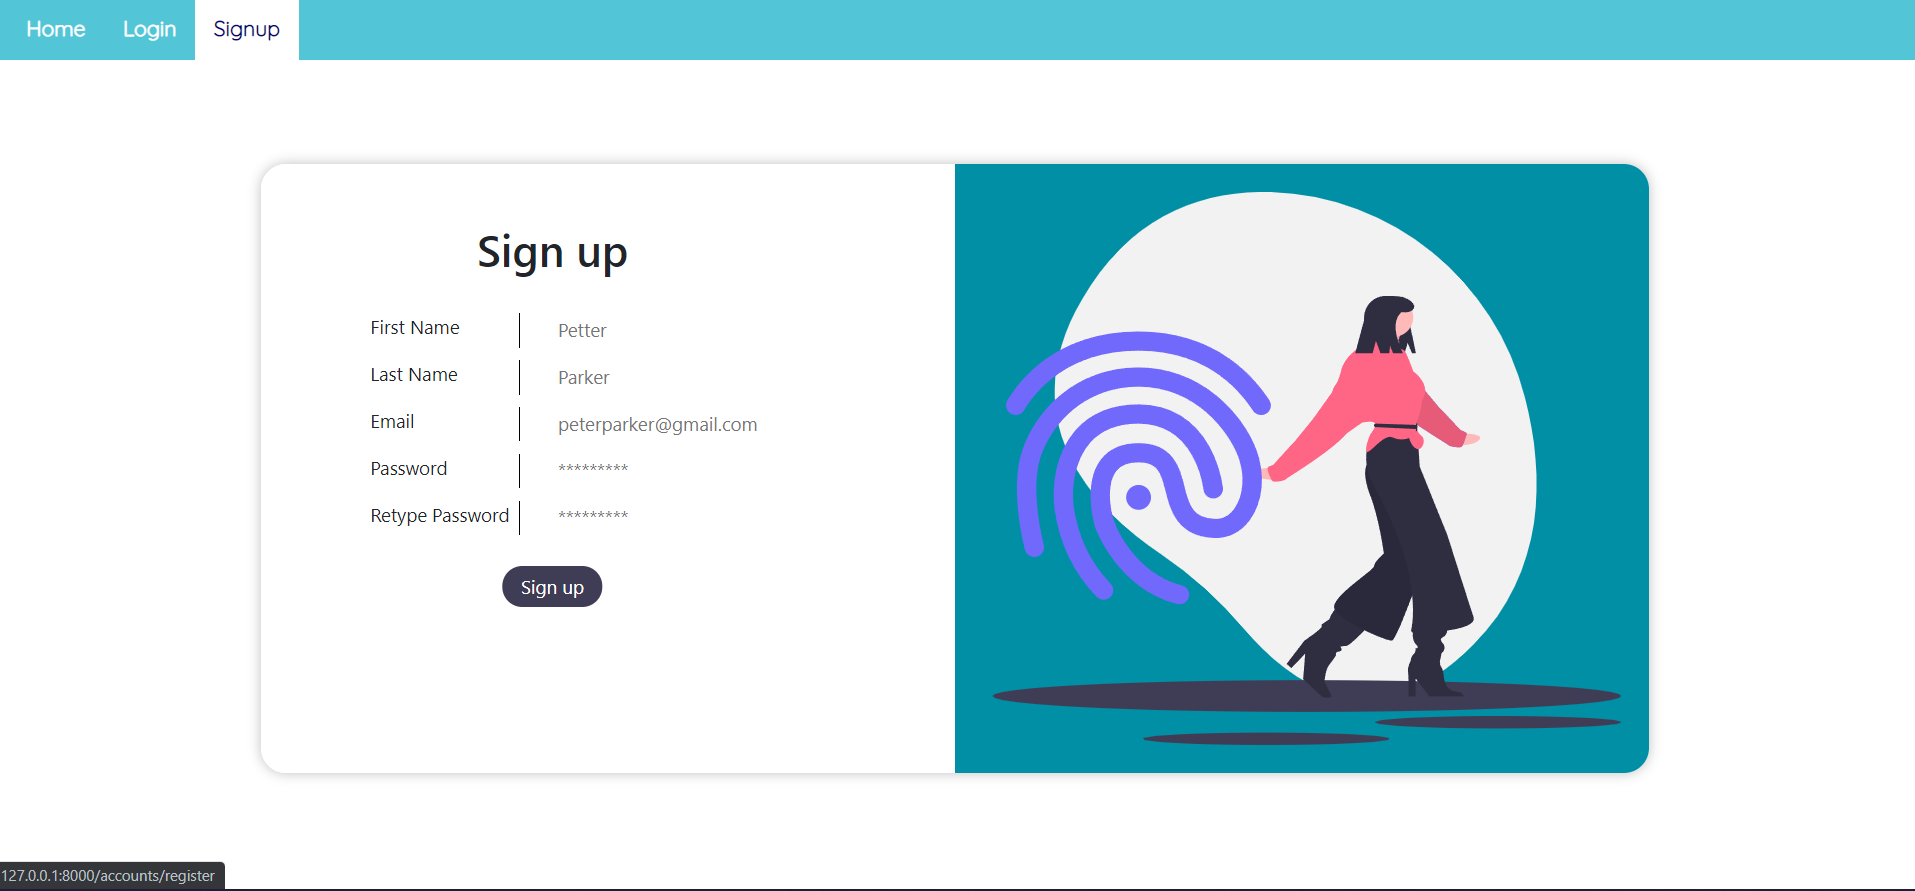 Home Login Signup
Sign up
First Name Petter
Last Name Parker
Email peterparker@gmail.com
Password *********
Retype Password *********
Sign up
127.0.0.1:8000/accounts/register